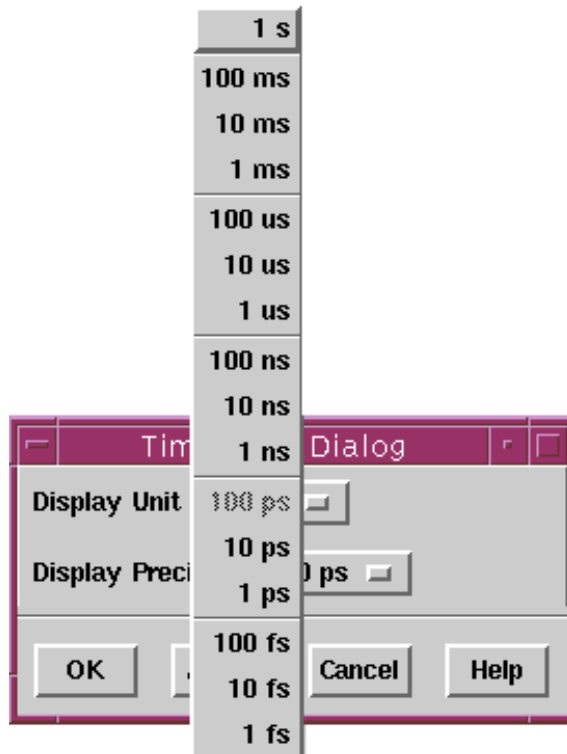 1 s
100 ms
10 ms
1 ms
100 us
10 us
1 us
100 ns
10 ns
1 ns
Dialog
Display Unit
100 ps
10 ps
Display
ps
1 ps
100 fs
OK
Cancel
Help
10 fs
1 fs